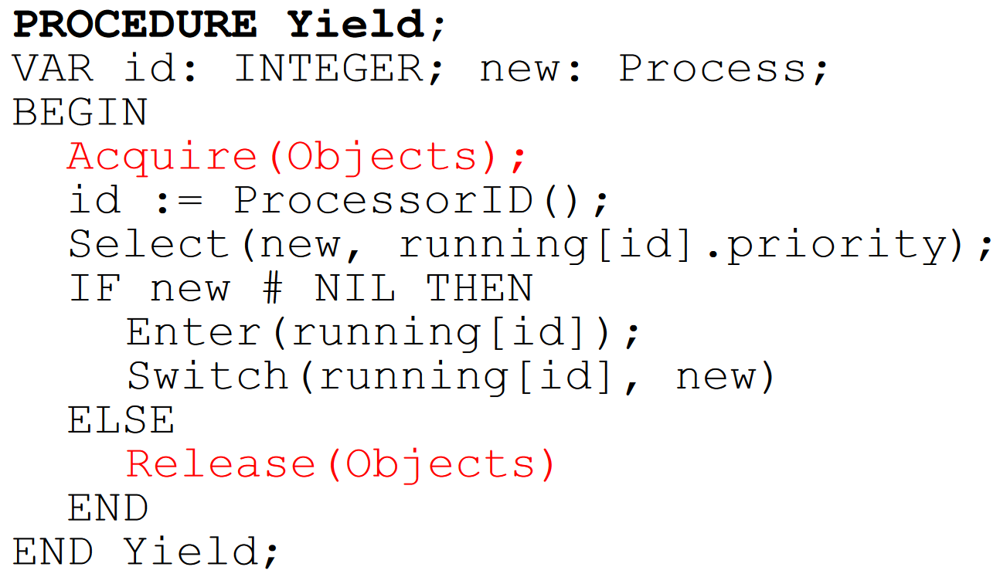 PROCEDURE Yield;
VAR id: INTEGER; new: Process;
BEGIN
Acquire(Objects);
id := ProcessorID();
Select(new, running[id].priority);
IF new # NIL THEN
Enter(running[id]);
Switch(running[id], new)
ELSE
Release(Objects)
END
END Yield;